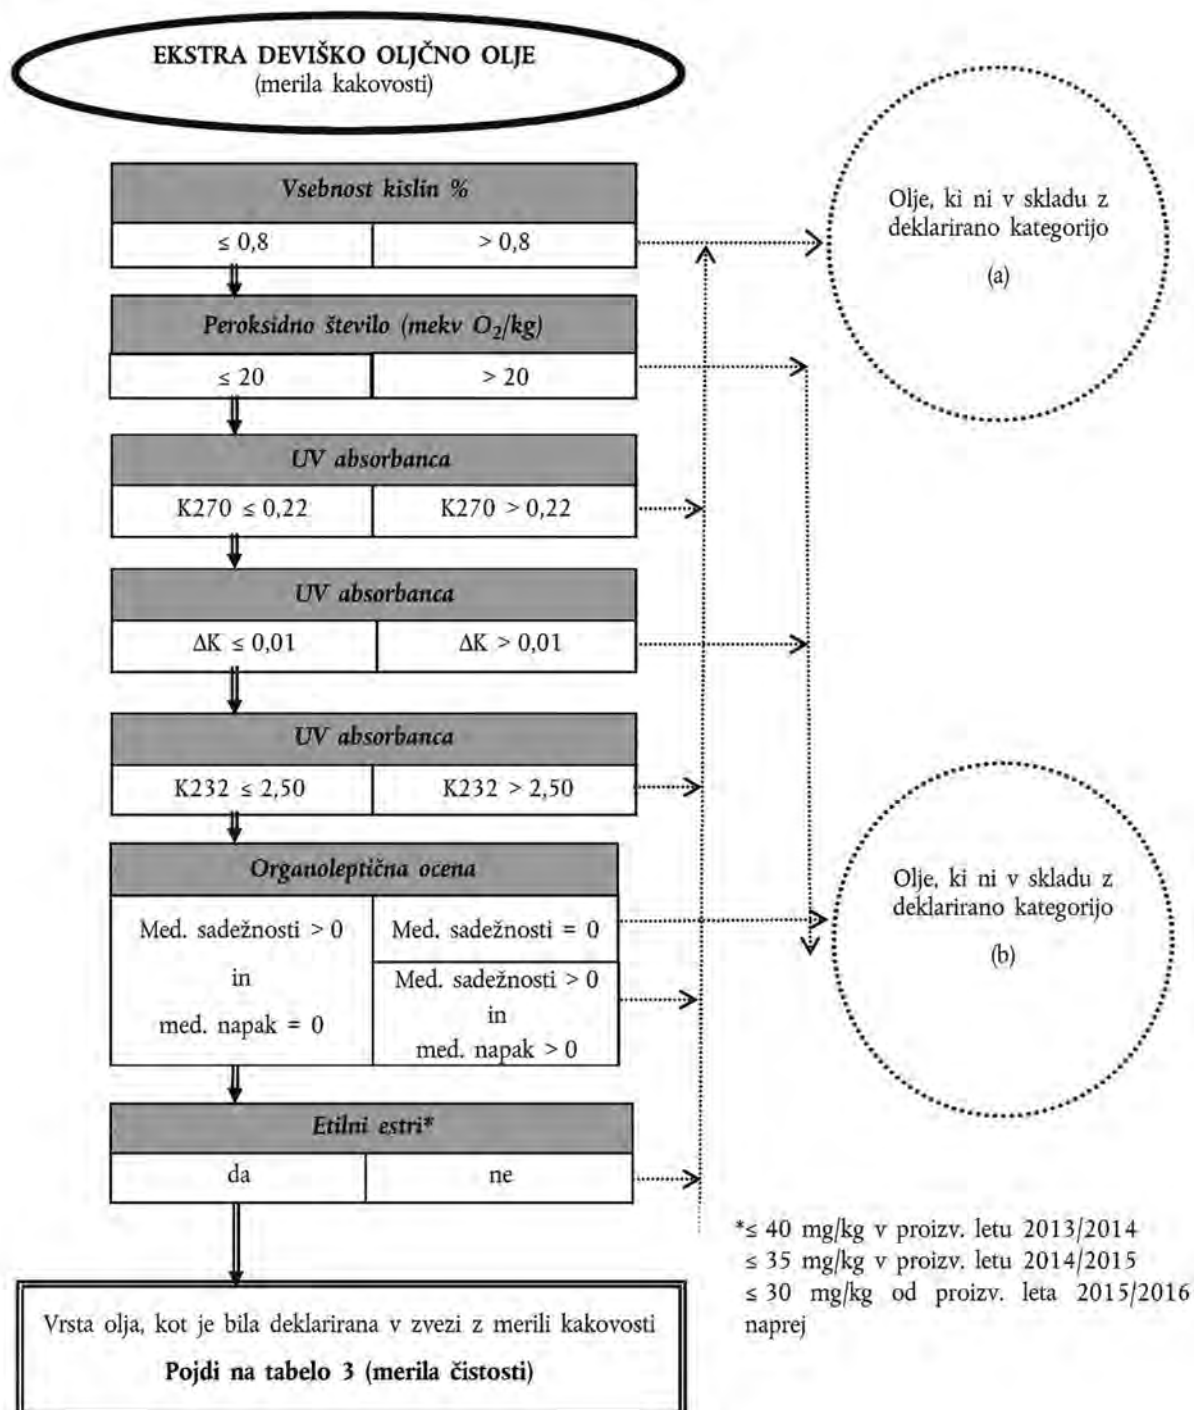 EKSTRA DEVIŠKO OLJČNO OLJE
(merila kakovosti)
Vsebnost kislin %
≤ 0,8
> 0,8
Olje, ki ni v skladu z
deklarirano kategorijo
(a)
Peroksidno število (mekv O₂/kg)
≤ 20
> 20
UV absorbanca
K270 ≤ 0,22
K270 > 0,22
UV absorbanca
ΔK ≤ 0,01
ΔK > 0,01
UV absorbanca
K232 ≤ 2,50
K232 > 2,50
Organoleptična ocena
Med. sadežnosti > 0
in
med. napak = 0
Med. sadežnosti = 0
Med. sadežnosti > 0
in
med. napak > 0
Olje, ki ni v skladu z
deklarirano kategorijo
(b)
Etilni estri*
da
ne
*≤ 40 mg/kg v proizv. letu 2013/2014
≤ 35 mg/kg v proizv. letu 2014/2015
≤ 30 mg/kg od proizv. leta 2015/2016
naprej
Vrsta olja, kot je bila deklarirana v zvezi z merili kakovosti
Pojdi na tabelo 3 (merila čistosti)